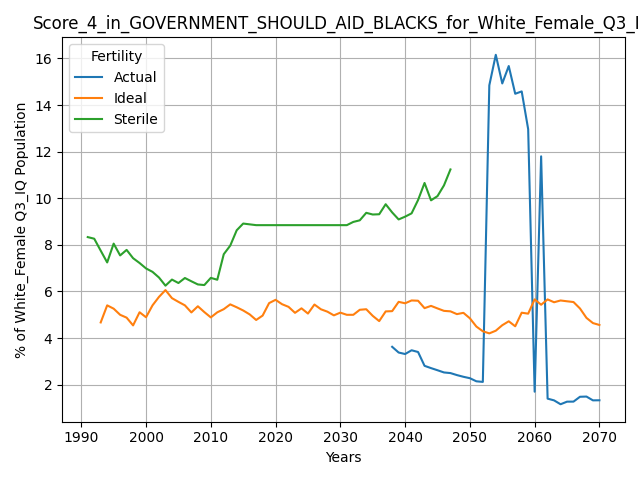 Score_4_in_GOVERNMENT_SHOULD_AID_BLACKS_for_White_Female_Q3_I
Fertility
Actual
Ideal
Sterile
% of White_Female Q3_IQ Population
16
14
12
10
8
6
4
2
1990 2000 2010 2020 2030 2040 2050 2060 2070
Years